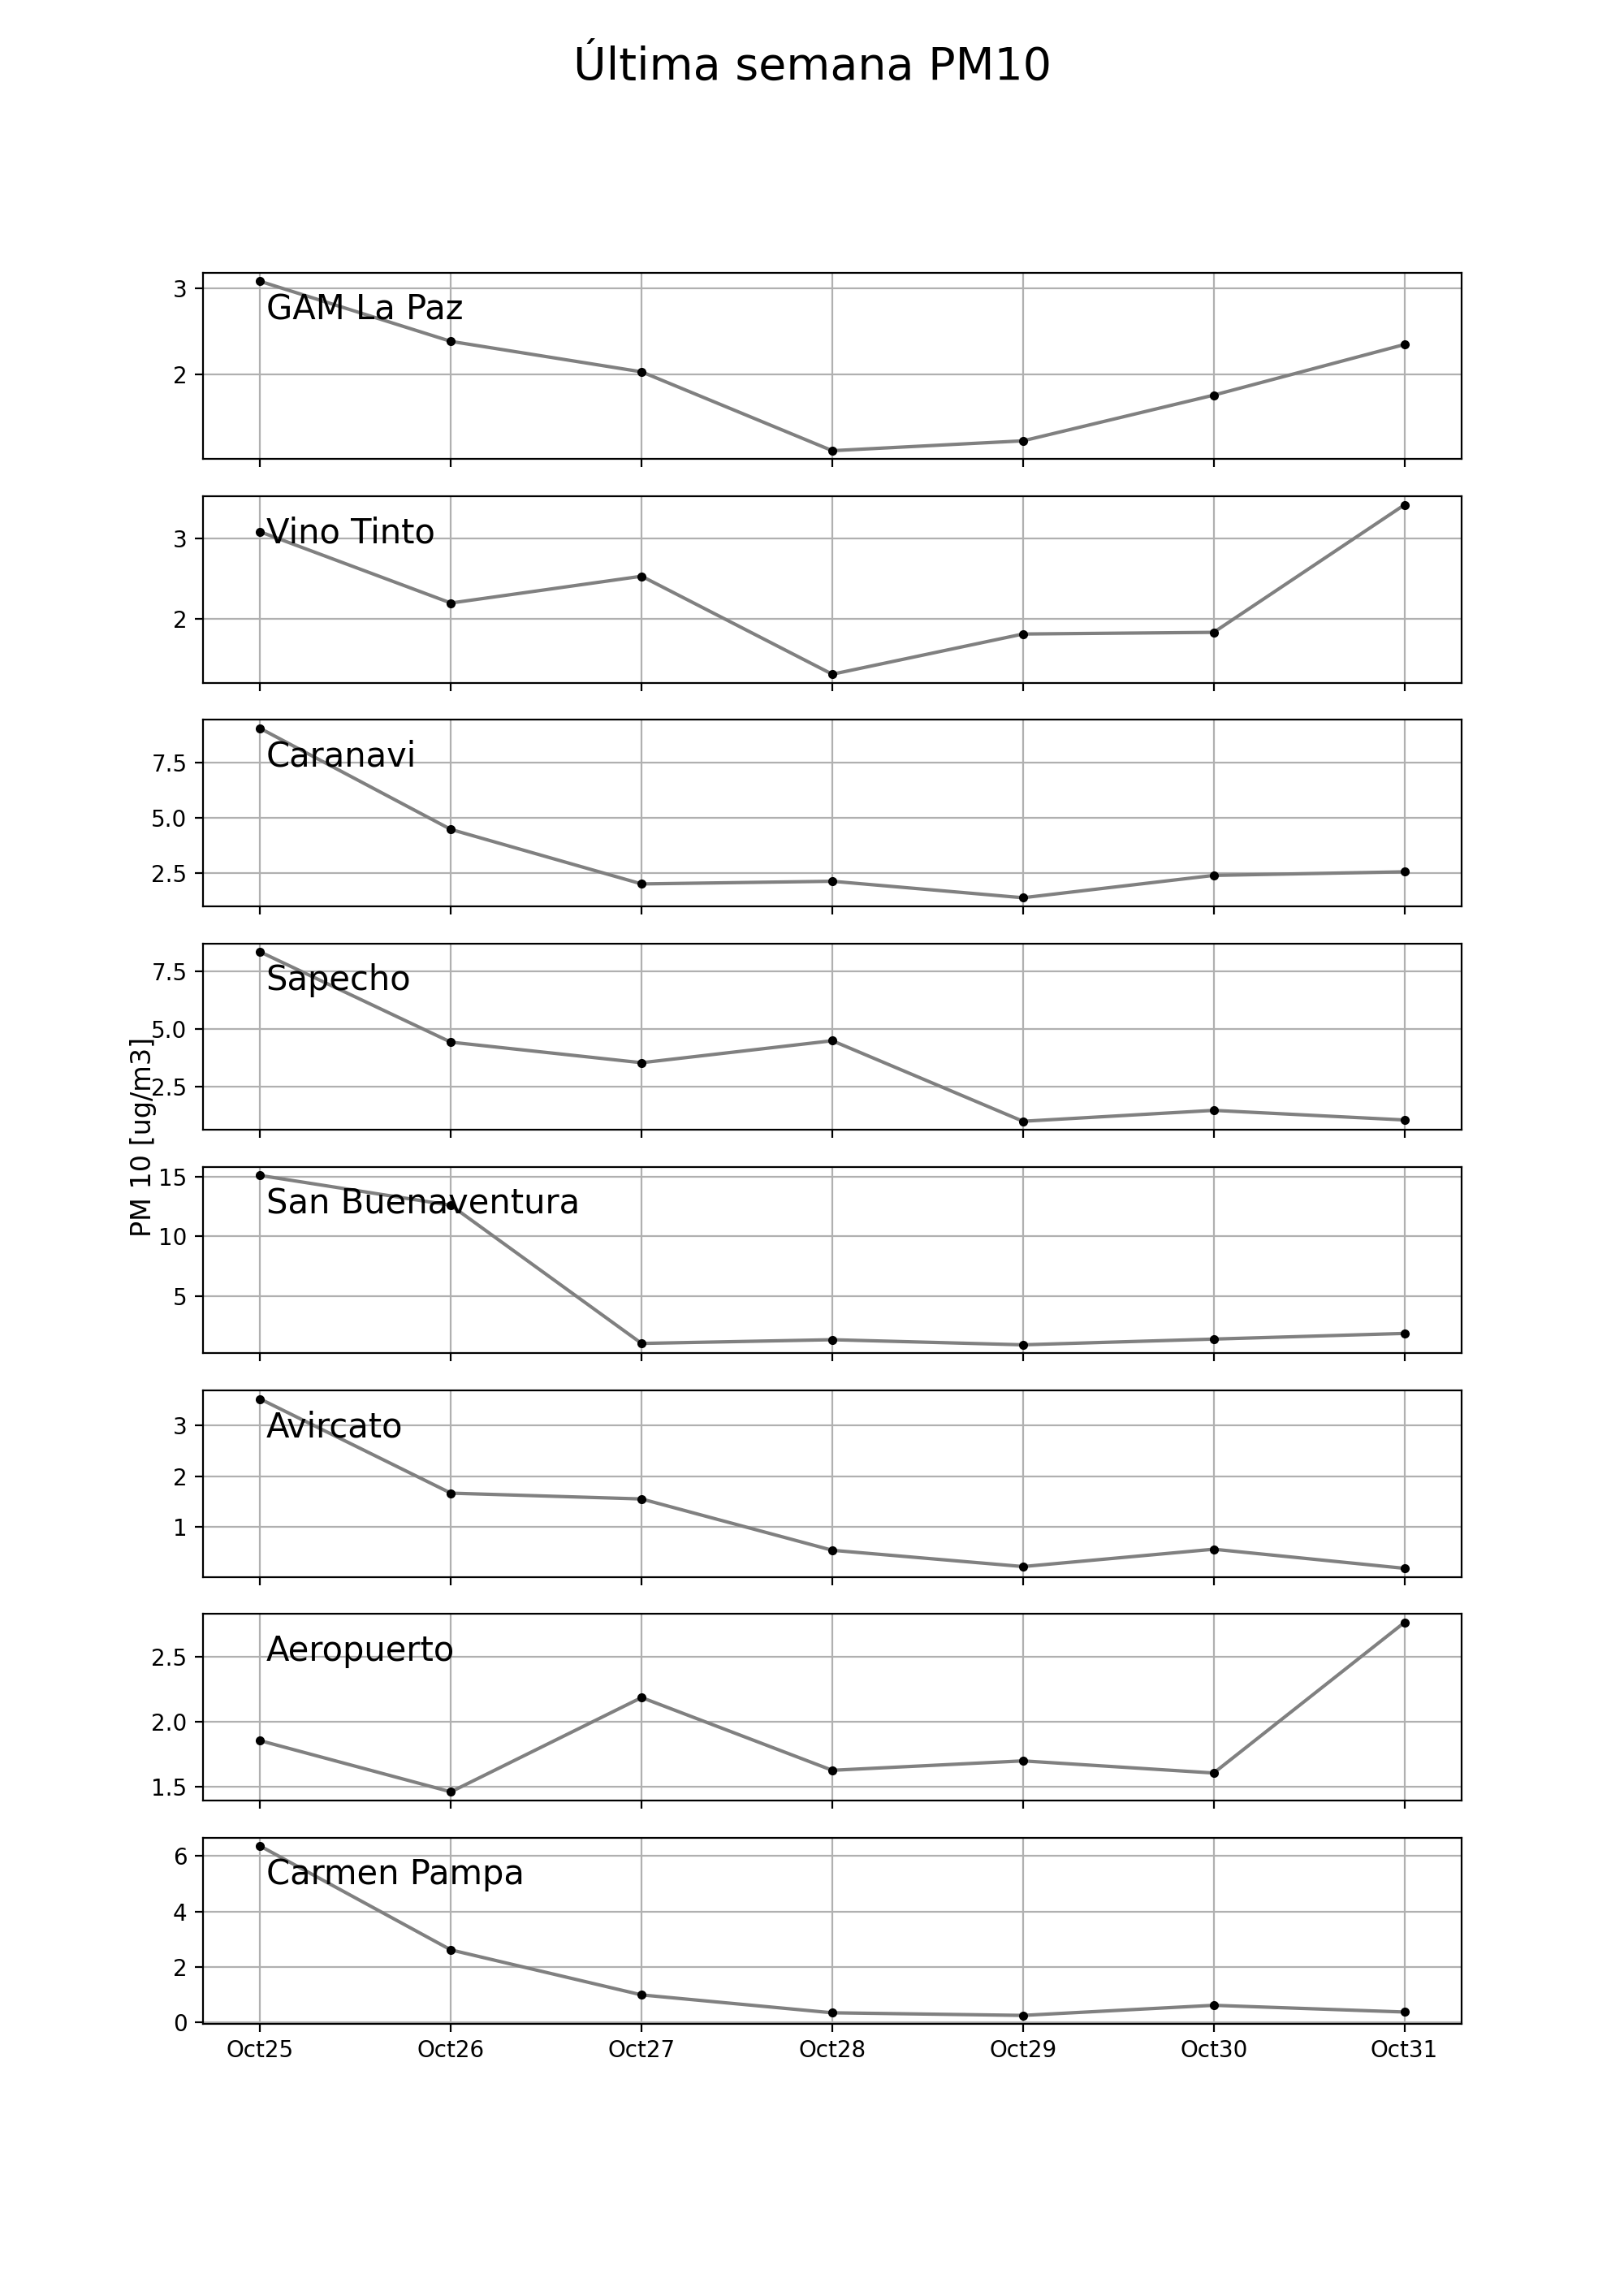 Última semana PM10
3
GAM La Paz
2
3
Vino Tinto
2
Caranavi
7.5
5.0
2.5
7.5
Sapecho
5.0
2.5
PM 10 [ug/m3]
15
San Buenaventura
10
5
3
Avircato
2
1
Aeropuerto
2.5
2.0
1.5
6
Carmen Pampa
4
2
0
Oct25 Oct26 Oct27 Oct28 Oct29 Oct30 Oct31